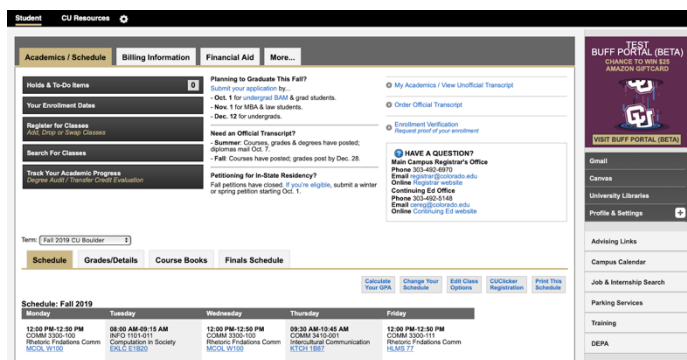 Student CU Resources
Academics / Schedule Billing Information Financial Aid More...
Holds & To-Do Items 0
Your Enrollment Dates
Register for Classes
Add, Drop or Swap Classes
Search For Classes
Track Your Academic Progress
Degree Audit / Transfer Credit Evaluation
Planning to Graduate This Fall?
Submit your application by...
- Oct. 1 for undergrad BAM & grad students.
- Nov. 1 for MBA & law students.
- Dec. 12 for undergrads.
Need an Official Transcript?
- Summer: Courses, grades & degrees have posted;
diplomas mail Oct. 7.
- Fall: Courses have posted; grades post by Dec. 28.
Petitioning for In-State Residency?
Fall petitions have closed. If you're eligible, submit a winter
or spring petition starting Oct. 1.
My Academics / View Unofficial Transcript
Order Official Transcript
Enrollment Verification
Request proof of your enrollment
? HAVE A QUESTION?
Main Campus Registrar's Office
Phone 303-492-6970
Email registrar@colorado.edu
Online Registrar website
Continuing Ed Office
Phone 303-492-5148
Email cereg@colorado.edu
Online Continuing Ed website
TEST
BUFF PORTAL (BETA)
CHANCE TO WIN $25
AMAZON GIFTCARD
CU
VISIT BUFF PORTAL (BETA)
Gmail
Canvas
University Libraries
Profile & Settings
Advising Links
Campus Calendar
Job & Internship Search
Parking Services
Training
DEPA
Term: Fall 2019 CU Boulder
Schedule Grades/Details Course Books Finals Schedule
Calculate Your GPA
Change Your Schedule
Edit Class Options
CUClicker Registration
Print This Schedule
Schedule: Fall 2019
Monday Tuesday Wednesday Thursday Friday
12:00 PM-12:50 PM
COMM 3300-100
Rhetoric Fndations Comm
MCOL W100
08:00 AM-09:15 AM
INFO 1101-011
Computation in Society
EKLC E1B20
12:00 PM-12:50 PM
COMM 3300-100
Rhetoric Fndations Comm
MCOL W100
09:30 AM-10:45 AM
COMM 3410-001
Intercultural Communication
KTCH 1B87
12:00 PM-12:50 PM
COMM 3300-111
Rhetoric Fndations Comm
HLMS 77